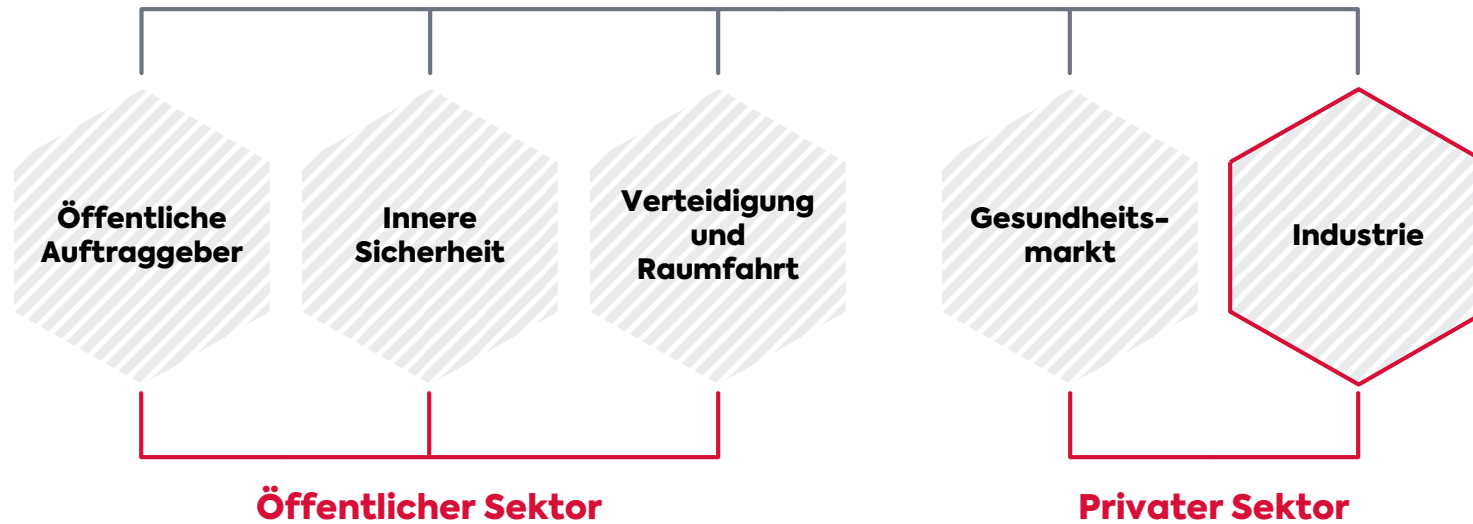 Öffentliche
Auftraggeber
Innere
Sicherheit
Verteidigung
und
Raumfahrt
Gesundheits-
markt
Industrie
Öffentlicher Sektor
Privater Sektor